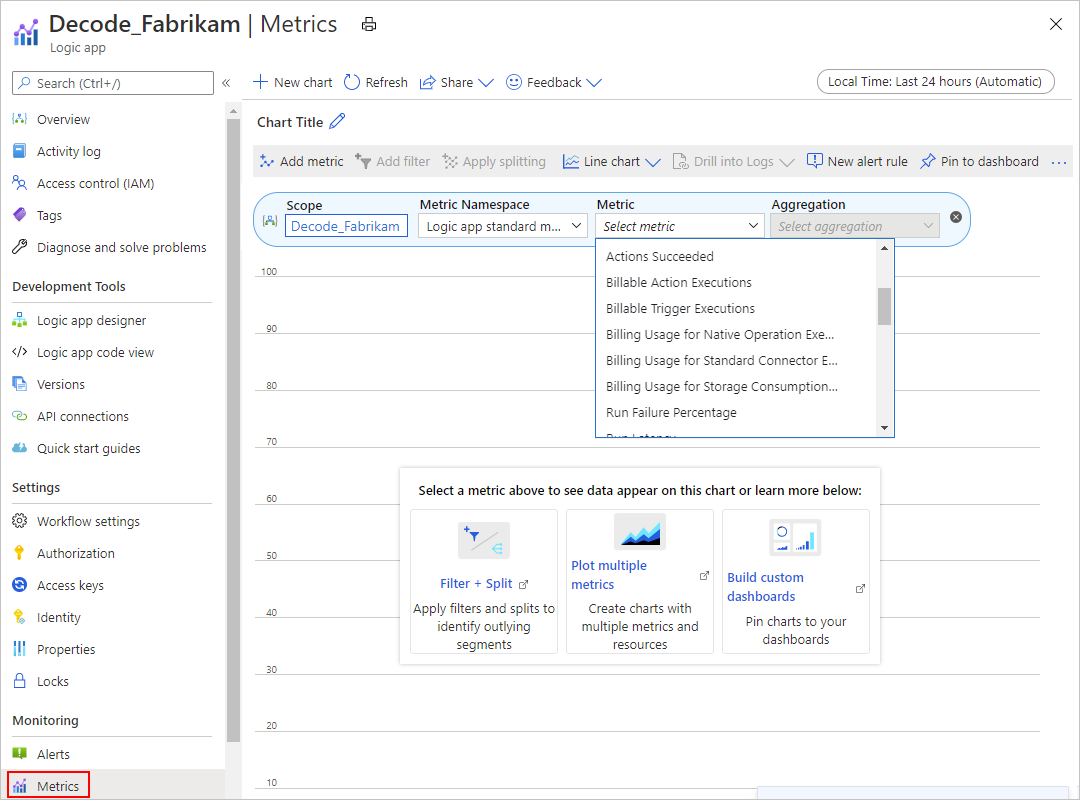 Decode_Fabrikam | Metrics
Logic app
Search (Ctrl+/)
«
Overview
Activity log
Access control (IAM)
Tags
Diagnose and solve problems
Development Tools
Logic app designer
Logic app code view
Versions
API connections
Quick start guides
Settings
Workflow settings
Authorization
Access keys
Identity
Properties
Locks
Monitoring
Alerts
Metrics
New chart
Refresh
Share
Feedback
Local Time: Last 24 hours (Automatic)
Chart Title
Add metric
Add filter
Apply splitting
Line chart
Drill into Logs
New alert rule
Pin to dashboard
...
Scope
Decode_Fabrikam
Metric Namespace
Logic app standard m...
Metric
Select metric
Aggregation
Select aggregation
Actions Succeeded
Billable Action Executions
Billable Trigger Executions
Billing Usage for Native Operation Exe...
Billing Usage for Standard Connector E...
Billing Usage for Storage Consumption...
Run Failure Percentage
Run Latency
100
90
80
70
60
50
40
30
20
10
Select a metric above to see data appear on this chart or learn more below:
Filter + Split
Apply filters and splits to
identify outlying
segments
Plot multiple
metrics
Create charts with
multiple metrics and
resources
Build custom
dashboards
Pin charts to your
dashboards